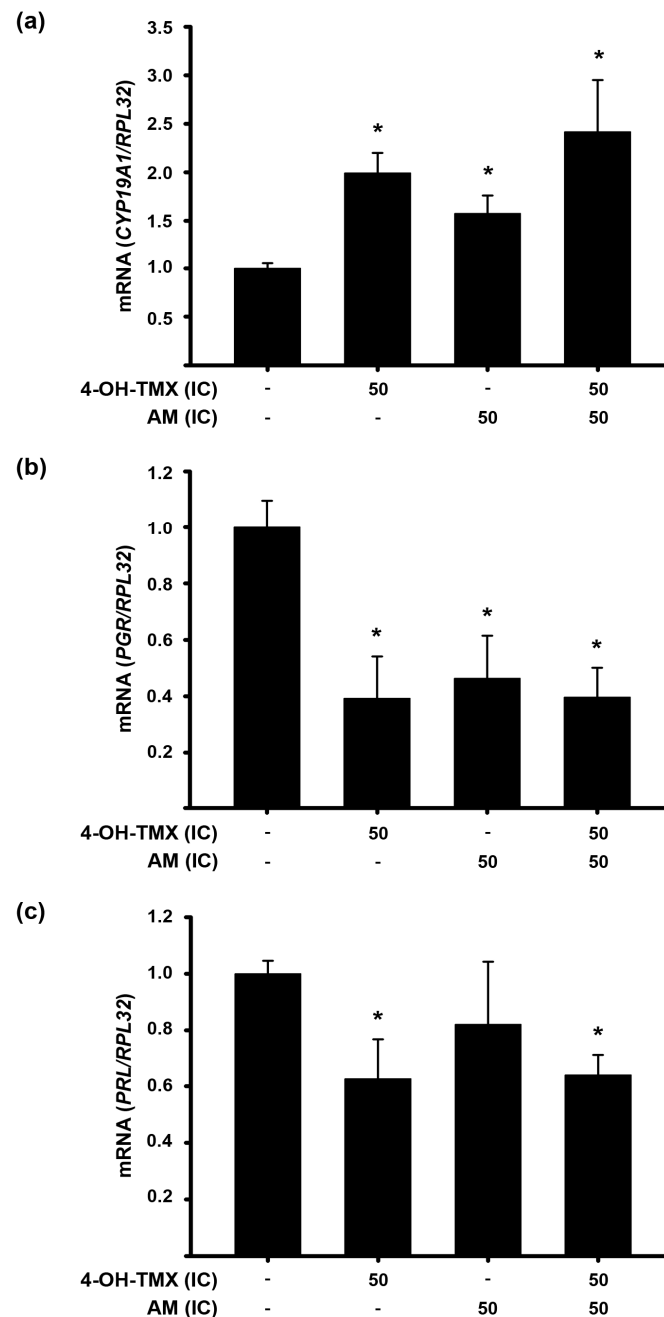 (a)
3.5
3.0
2.5
2.0
1.5
1.0
0.5
mRNA (CYP19A1/RPL32)
* * *
4-OH-TMX (IC) - 50 - 50
AM (IC) - - 50 50
(b)
1.2
1.0
0.8
0.6
0.4
0.2
mRNA (PGR/RPL32)
* * *
4-OH-TMX (IC) - 50 - 50
AM (IC) - - 50 50
(c)
1.2
1.0
0.8
0.6
0.4
0.2
mRNA (PRL/RPL32)
* *
4-OH-TMX (IC) - 50 - 50
AM (IC) - - 50 50